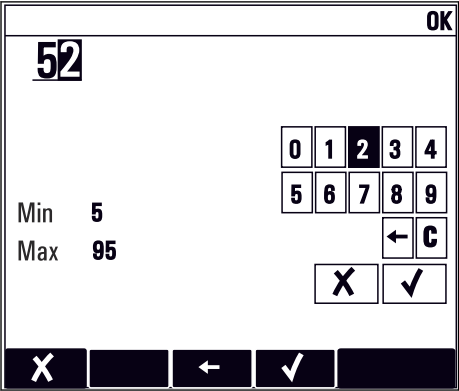 OK
52
0 1 2 3 4
5 6 7 8 9
Min 5
← C
Max 95
✗ ✓
✗ ← ✓